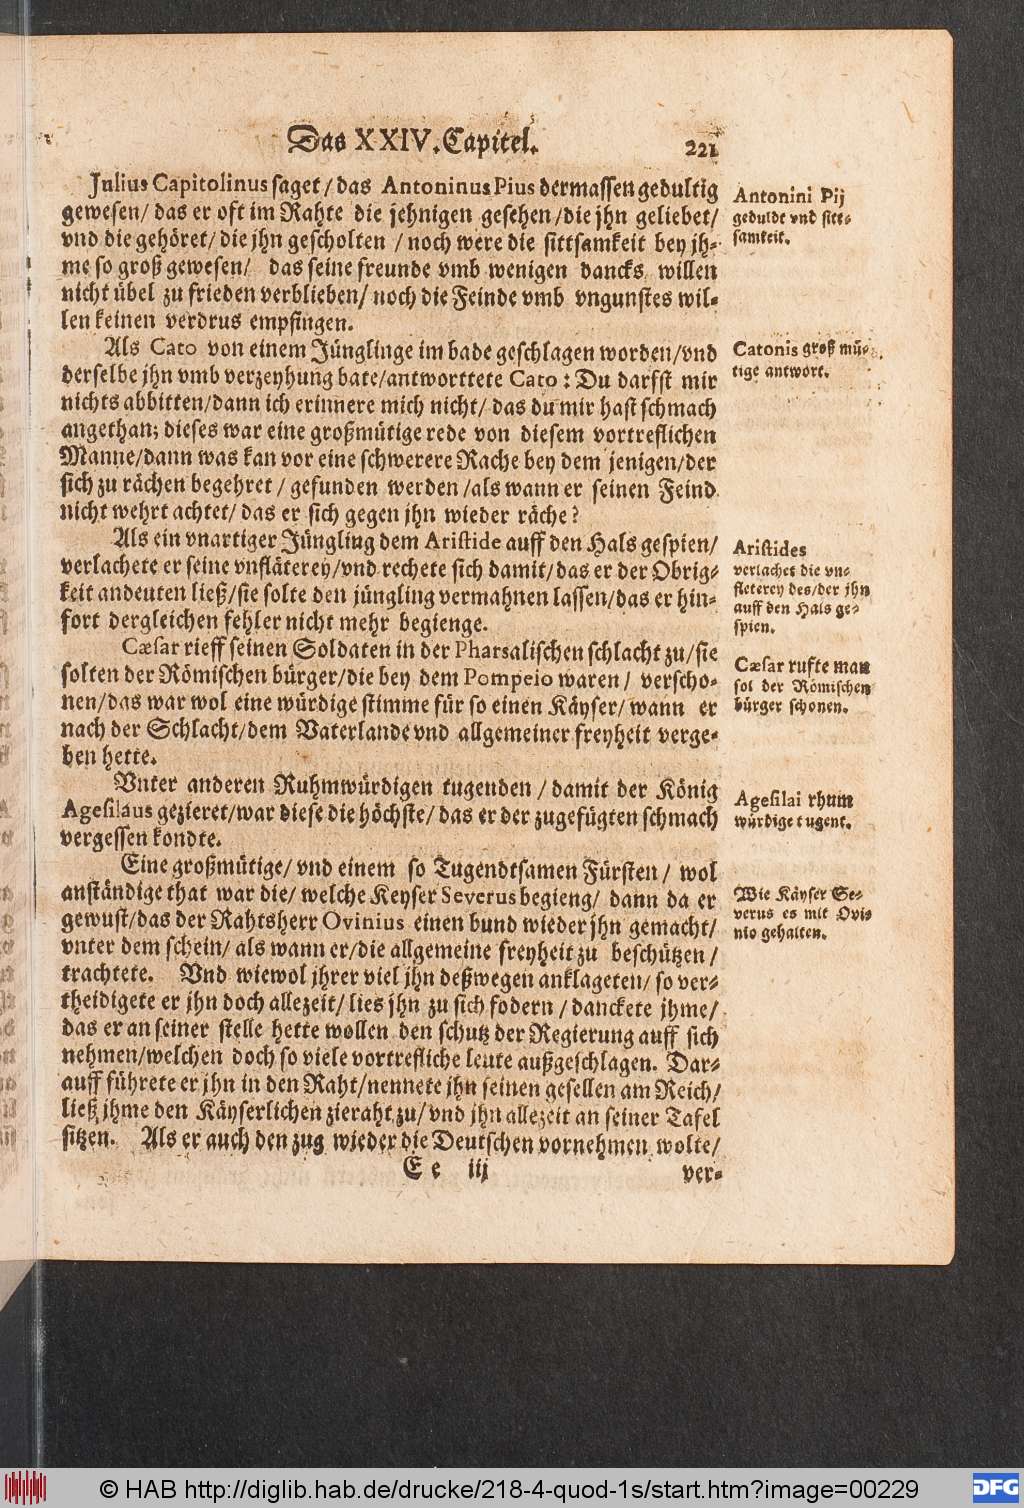 Das XXIV. Capitel.
221
Julius Capitolinus saget / das Antoninus Pius dermassen gedultig
gewesen / das er oft im Rahte die jehnigen gesehen / die jhn geliebet /
vnd die gehöret / die jhn gescholten / noch were die sittsamkeit bey jh-
me so groß gewesen / das seine freunde vmb wenigen dancks willen
nicht übel zu frieden verblieben / noch die Feinde vmb vngunstes wil-
len keinen verdrus empfingen.
Antonini Pij
gedulde vnd sitt-
samkeit.
Als Cato von einem Jünglinge im bade geschlagen worden / vnd
derselbe jhn vmb verzeyhung bate / antworttete Cato : Du darfst mir
nichts abbitten / dann ich erinnere mich nicht / das du mir hast schmach
angethan; dieses war eine großmütige rede von diesem vortreflichen
Manne / dann was kan vor eine schwerere Rache bey dem jenigen / der
sich zu rächen begehret / gefunden werden / als wann er seinen Feind
nicht wehrt achtet / das er sich gegen jhn wieder räche?
Catonis groß mü-
tige antwort.
Als ein vnartiger Jüngling dem Aristide auff den Hals gespien /
verlachete er seine vnfläterey / vnd rechete sich damit / das er der Obrig-
keit andeuten ließ / sie solte den jüngling vermahnen lassen / das er hin-
fort dergleichen fehler nicht mehr begienge.
Aristides
verlachet die vn-
fleterey des / der jhn
auff den Hals ge-
spien.
Cæsar rieff seinen Soldaten in der Pharsalischen schlacht zu / sie
solten der Römischen bürger / die bey dem Pompeio waren / verscho-
nen / das war wol eine würdige stimme für so einen Käyser / wann er
nach der Schlacht / dem Vaterlande vnd allgemeiner freyheit verge-
ben hette.
Cæsar rufte man
sol der Römischen
bürger schonen.
Vnter anderen Ruhmwürdigen tugenden / damit der König
Agesilaus gezieret / war diese die höchste / das er der zugefügten schmach
vergessen kondte.
Agesilai rhum
würdige tugent.
Eine großmütige / vnd einem so Tugendtsamen Fürsten / wol
anständige that war die / welche Keyser Severus begieng / dann da er
gewust / das der Rahtsherr Ovinius einen bund wieder jhn gemacht /
vnter dem schein / als wann er / die allgemeine freyheit zu beschützen /
trachtete. Vnd wiewol jhrer viel jhn deßwegen anklageten / so ver-
theidigete er jhn doch allezeit / lies jhn zu sich fodern / danckete jhme /
das er an seiner stelle hette wollen den schutz der Regierung auff sich
nehmen / welchen doch so viele vortrefliche leute außgeschlagen. Dar-
auff führete er jhn in den Raht / nennete jhn seinen gesellen am Reich /
ließ jhme den Käyserlichen zieraht zu / vnd jhn allezeit an seiner Tafel
sitzen. Als er auch den zug wieder die Deutschen vornehmen wolte /
Wie Käyser Se-
verus es mit Ovi-
nio gehalten.
E e iij
ver-
© HAB http://diglib.hab.de/drucke/218-4-quod-1s/start.htm?image=00229
DFG